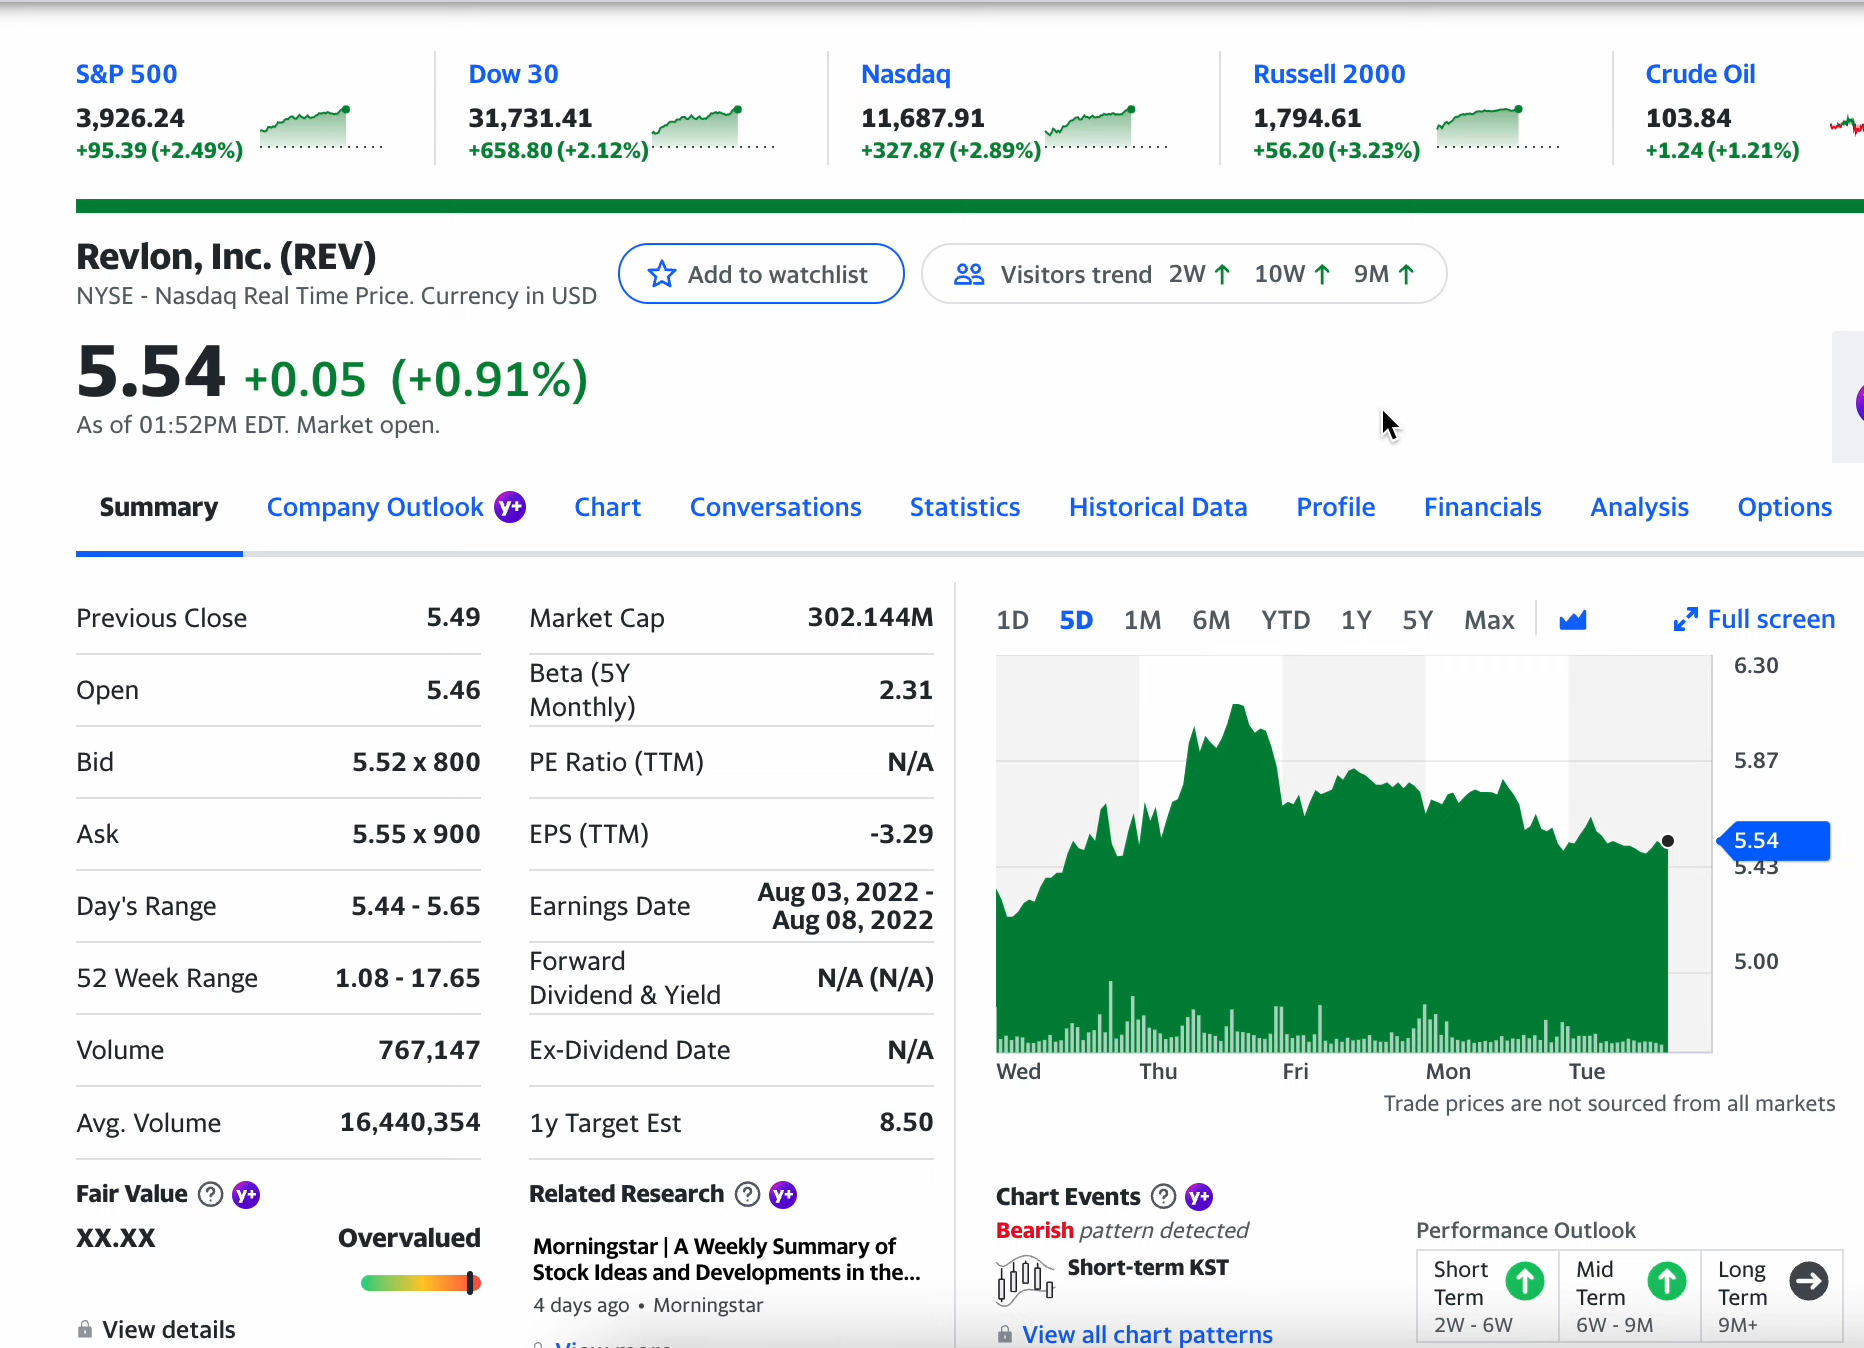 S&P 500
3,926.24
+95.39 (+2.49%)
Dow 30
31,731.41
+658.80 (+2.12%)
Nasdaq
11,687.91
+327.87 (+2.89%)
Russell 2000
1,794.61
+56.20 (+3.23%)
Crude Oil
103.84
+1.24 (+1.21%)
Revlon, Inc. (REV)
NYSE - Nasdaq Real Time Price. Currency in USD
Add to watchlist
Visitors trend 2W ↑ 10W ↑ 9M ↑
5.54 +0.05 (+0.91%)
As of 01:52PM EDT. Market open.
Summary Company Outlook y+ Chart Conversations Statistics Historical Data Profile Financials Analysis Options
Previous Close 5.49
Open 5.46
Bid 5.52 x 800
Ask 5.55 x 900
Day's Range 5.44 - 5.65
52 Week Range 1.08 - 17.65
Volume 767,147
Avg. Volume 16,440,354
Market Cap 302.144M
Beta (5Y
Monthly) 2.31
PE Ratio (TTM) N/A
EPS (TTM) -3.29
Earnings Date Aug 03, 2022 -
Aug 08, 2022
Forward
Dividend & Yield N/A (N/A)
Ex-Dividend Date N/A
1y Target Est 8.50
1D 5D 1M 6M YTD 1Y 5Y Max Full screen
6.30
5.87
5.54
5.43
5.00
Wed Thu Fri Mon Tue
Trade prices are not sourced from all markets
Fair Value ? y+
XX.XX Overvalued
View details
Related Research ? y+
Morningstar | A Weekly Summary of
Stock Ideas and Developments in the...
4 days ago • Morningstar
View more
Chart Events ? y+
Bearish pattern detected
Short-term KST
View all chart patterns
Performance Outlook
Short
Term
2W - 6W
Mid
Term
6W - 9M
Long
Term
9M+